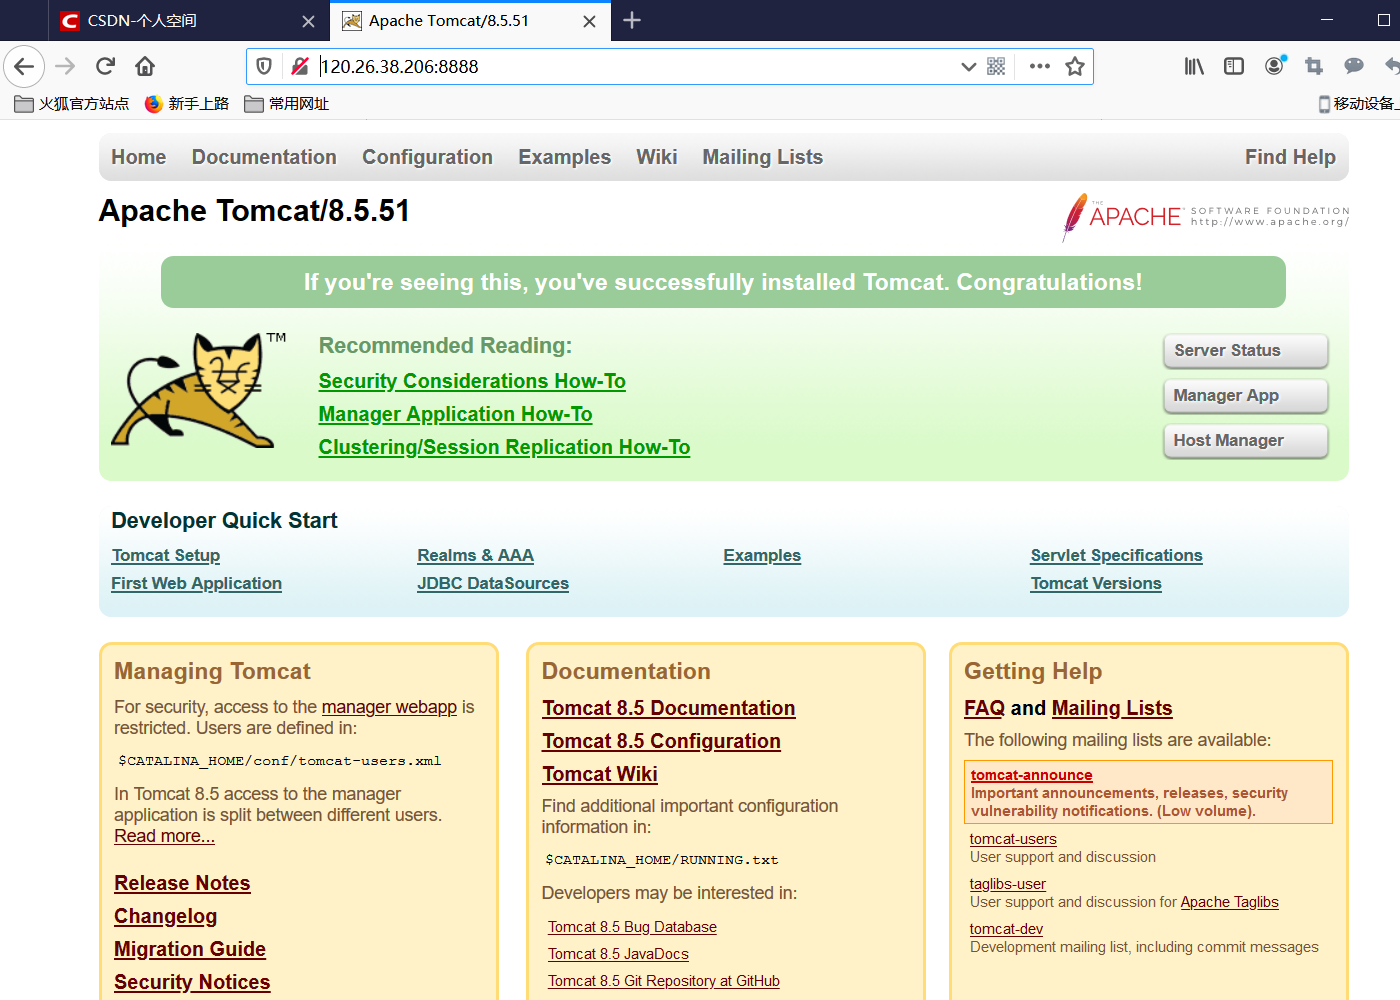 CSDN-个人空间
Apache Tomcat/8.5.51
120.26.38.206:8888
火狐官方站点 新手上路 常用网址
移动设备上
Home Documentation Configuration Examples Wiki Mailing Lists Find Help
Apache Tomcat/8.5.51
THE APACHE SOFTWARE FOUNDATION
http://www.apache.org/
If you're seeing this, you've successfully installed Tomcat. Congratulations!
TM
Recommended Reading:
Security Considerations How-To
Manager Application How-To
Clustering/Session Replication How-To
Server Status
Manager App
Host Manager
Developer Quick Start
Tomcat Setup
First Web Application
Realms & AAA
JDBC DataSources
Examples
Servlet Specifications
Tomcat Versions
Managing Tomcat
For security, access to the manager webapp is
restricted. Users are defined in:
$CATALINA_HOME/conf/tomcat-users.xml
In Tomcat 8.5 access to the manager
application is split between different users.
Read more...
Release Notes
Changelog
Migration Guide
Security Notices
Documentation
Tomcat 8.5 Documentation
Tomcat 8.5 Configuration
Tomcat Wiki
Find additional important configuration
information in:
$CATALINA_HOME/RUNNING.txt
Developers may be interested in:
Tomcat 8.5 Bug Database
Tomcat 8.5 JavaDocs
Tomcat 8.5 Git Repository at GitHub
Getting Help
FAQ and Mailing Lists
The following mailing lists are available:
tomcat-announce
Important announcements, releases, security
vulnerability notifications. (Low volume).
tomcat-users
User support and discussion
taglibs-user
User support and discussion for Apache Taglibs
tomcat-dev
Development mailing list, including commit messages